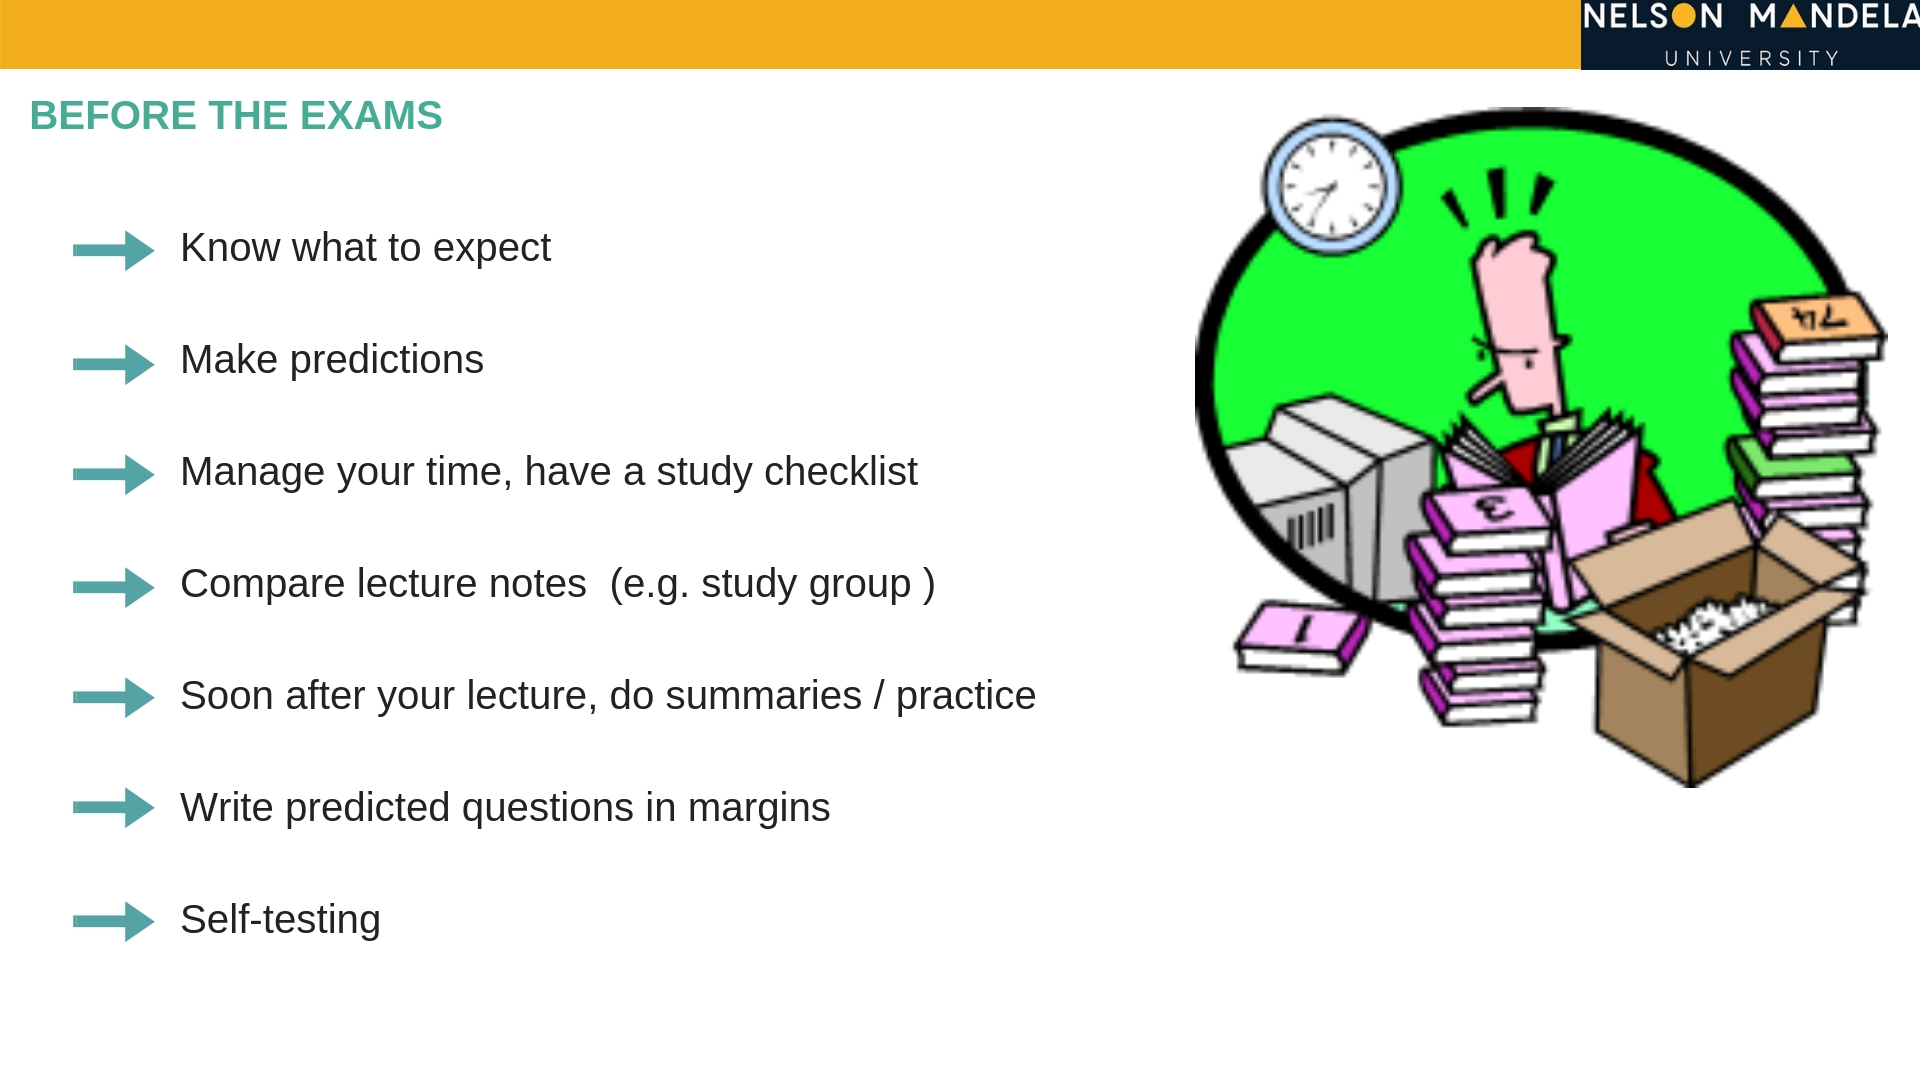 NELSON MANDELA
UNIVERSITY
BEFORE THE EXAMS
Know what to expect
Make predictions
Manage your time, have a study checklist
Compare lecture notes  (e.g. study group )
Soon after your lecture, do summaries / practice
Write predicted questions in margins
Self-testing
74
3
1